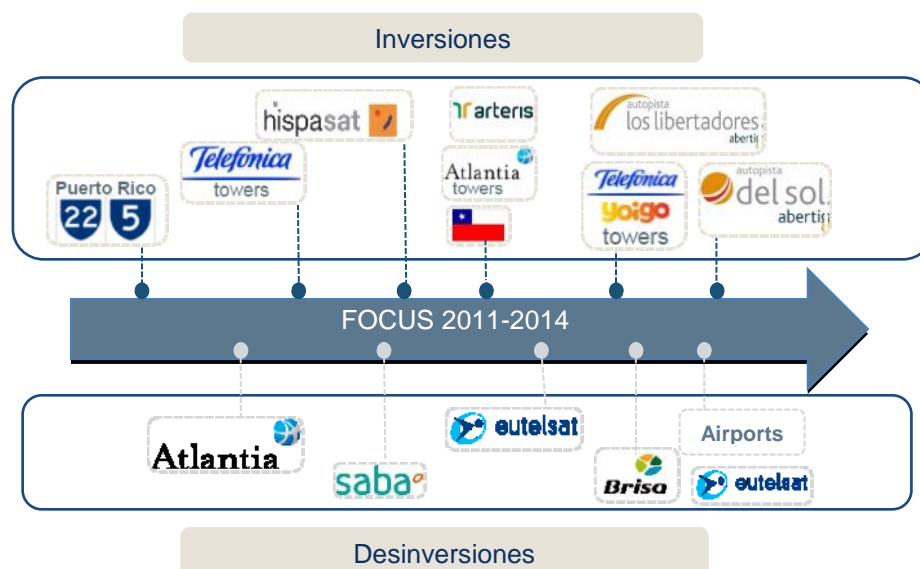 Inversiones
hispasat
arteris
autopista
los libertadores
abertis
Telefónica
towers
Atlantia
towers
Puerto Rico
22 5
Telefónica
yoigo
towers
autopista
del sol
abertis
FOCUS 2011-2014
Atlantia
saba
eutelsat
Brisa
Airports
eutelsat
Desinversiones